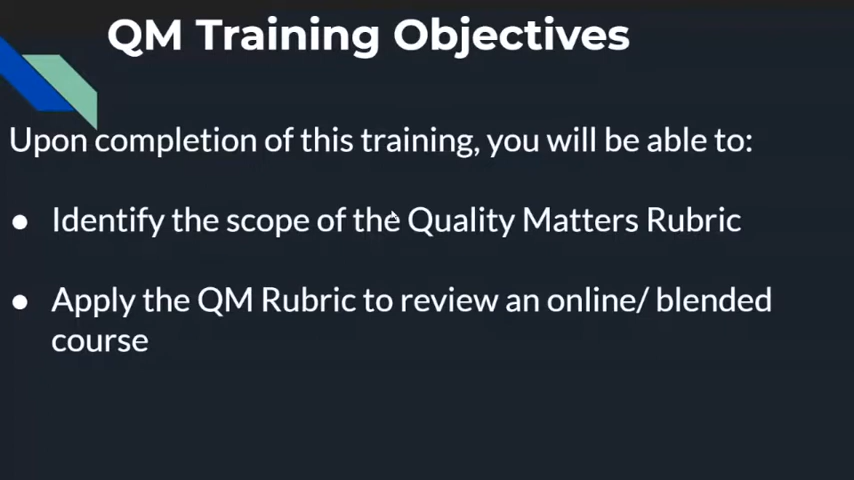 QM Training Objectives
Upon completion of this training, you will be able to:
● Identify the scope of the Quality Matters Rubric
● Apply the QM Rubric to review an online/ blended
course